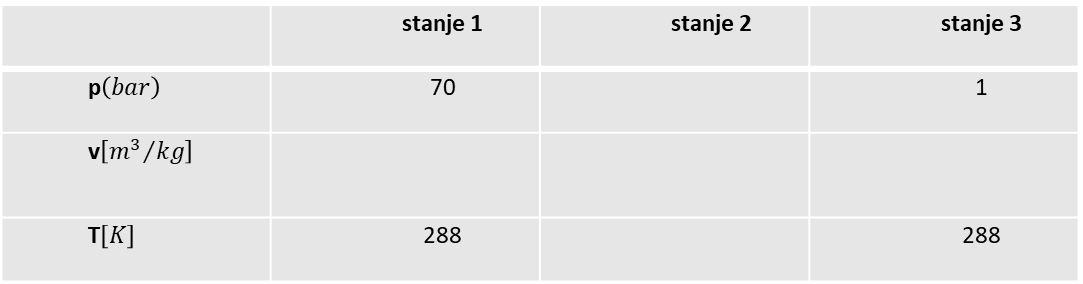 stanje 1 stanje 2 stanje 3
p(bar) 70 1
v[m³/kg]
T[K] 288 288